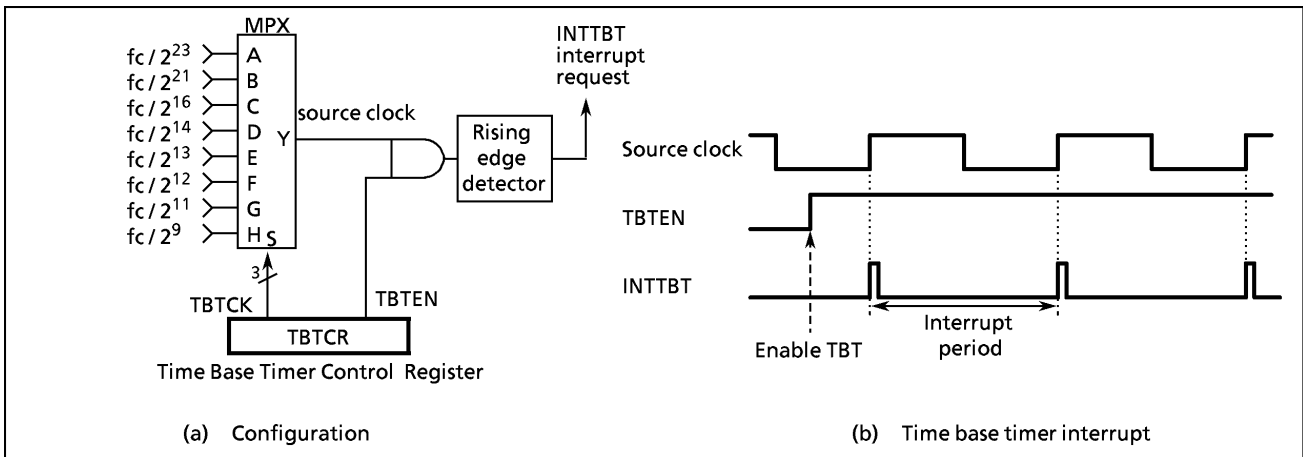 MPX
fc / 2^23
A
fc / 2^21
B
fc / 2^16
C
fc / 2^14
D
fc / 2^13
E
fc / 2^12
F
fc / 2^11
G
fc / 2^9
H
S
Y
source clock
3
TBTCK
TBTEN
TBTCR
Time Base Timer Control Register
Rising
edge
detector
INTTBT
interrupt
request
(a) Configuration
Source clock
TBTEN
INTTBT
Enable TBT
Interrupt
period
(b) Time base timer interrupt